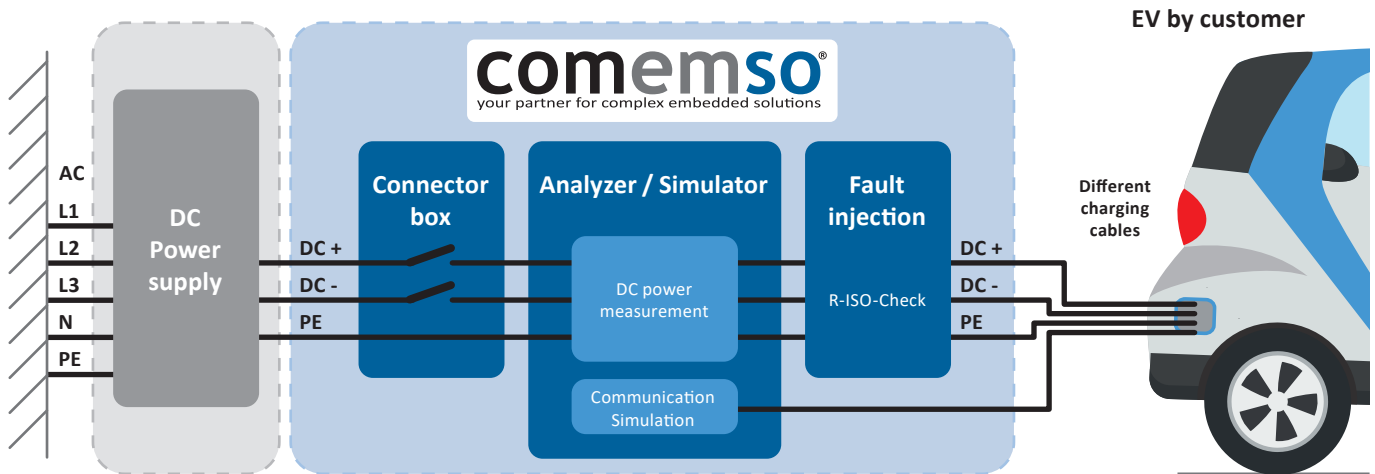 EV by customer
comemso®
your partner for complex embedded solutions
AC
L1
L2
L3
N
PE
DC
Power
supply
DC +
DC -
PE
Connector
box
Analyzer / Simulator
DC power
measurement
Communication
Simulation
Fault
injection
R-ISO-Check
DC +
DC -
PE
Different
charging
cables